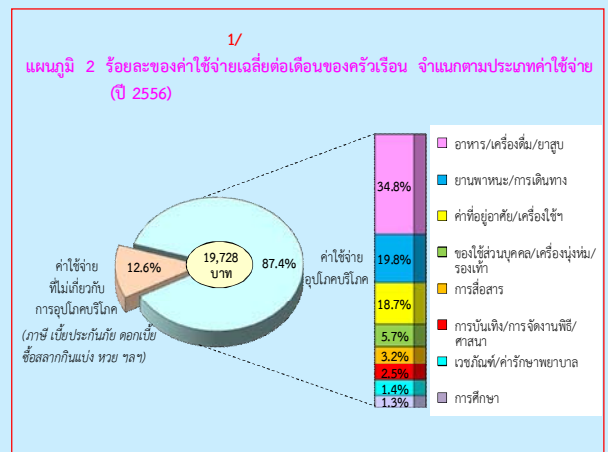 1/
แผนภูมิ 2 ร้อยละของค่าใช้จ่ายเฉลี่ยต่อเดือนของครัวเรือน จำแนกตามประเภทค่าใช้จ่าย
(ปี 2556)
ค่าใช้จ่าย
ที่ไม่เกี่ยวกับ
การอุปโภคบริโภค
(ภาษี เบี้ยประกันภัย ดอกเบี้ย
ซื้อสลากกินแบ่ง หวย ฯลฯ)
12.6%
19,728
บาท
87.4%
ค่าใช้จ่าย
อุปโภคบริโภค
34.8%
19.8%
18.7%
5.7%
3.2%
2.5%
1.4%
1.3%
อาหาร/เครื่องดื่ม/ยาสูบ
ยานพาหนะ/การเดินทาง
ค่าที่อยู่อาศัย/เครื่องใช้ฯ
ของใช้ส่วนบุคคล/เครื่องนุ่งห่ม/
รองเท้า
การสื่อสาร
การบันเทิง/การจัดงานพิธี/
ศาสนา
เวชภัณฑ์/ค่ารักษาพยาบาล
การศึกษา